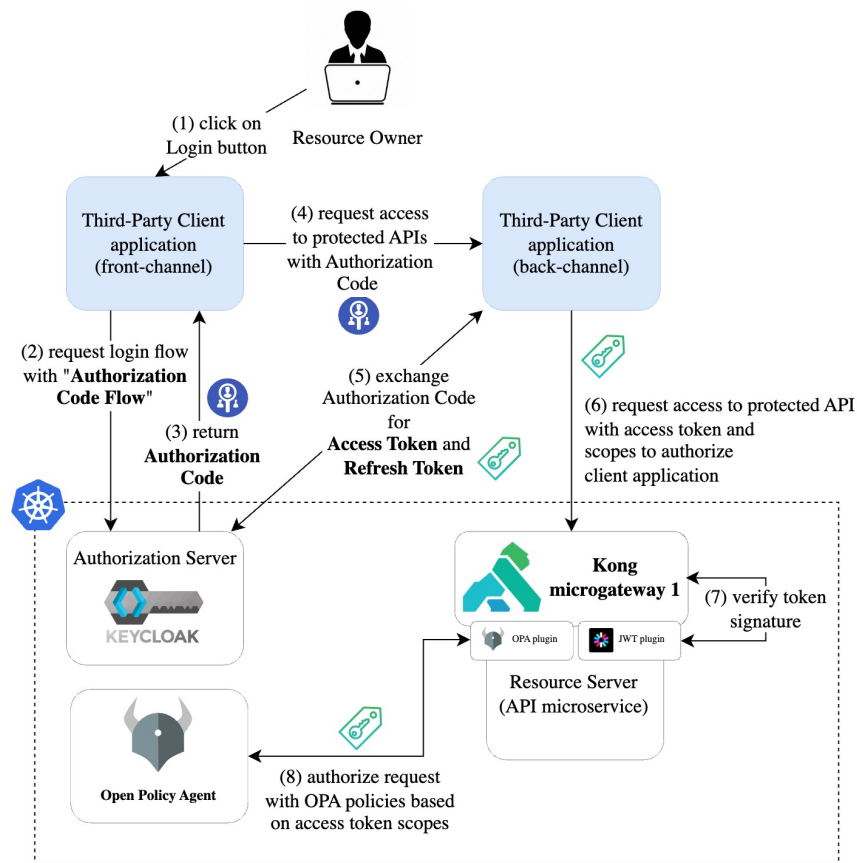 (1) click on
Login button
Resource Owner
Third-Party Client
application
(front-channel)
(4) request access
to protected APIs
with Authorization
Code
Third-Party Client
application
(back-channel)
(2) request login flow
with "Authorization
Code Flow"
(3) return
Authorization
Code
(5) exchange
Authorization Code
for
Access Token and
Refresh Token
(6) request access to protected API
with access token and
scopes to authorize
client application
Authorization Server
KEYCLOAK
Kong
microgateway 1
(7) verify token
signature
OPA plugin
JWT plugin
Resource Server
(API microservice)
Open Policy Agent
(8) authorize request
with OPA policies based
on access token scopes